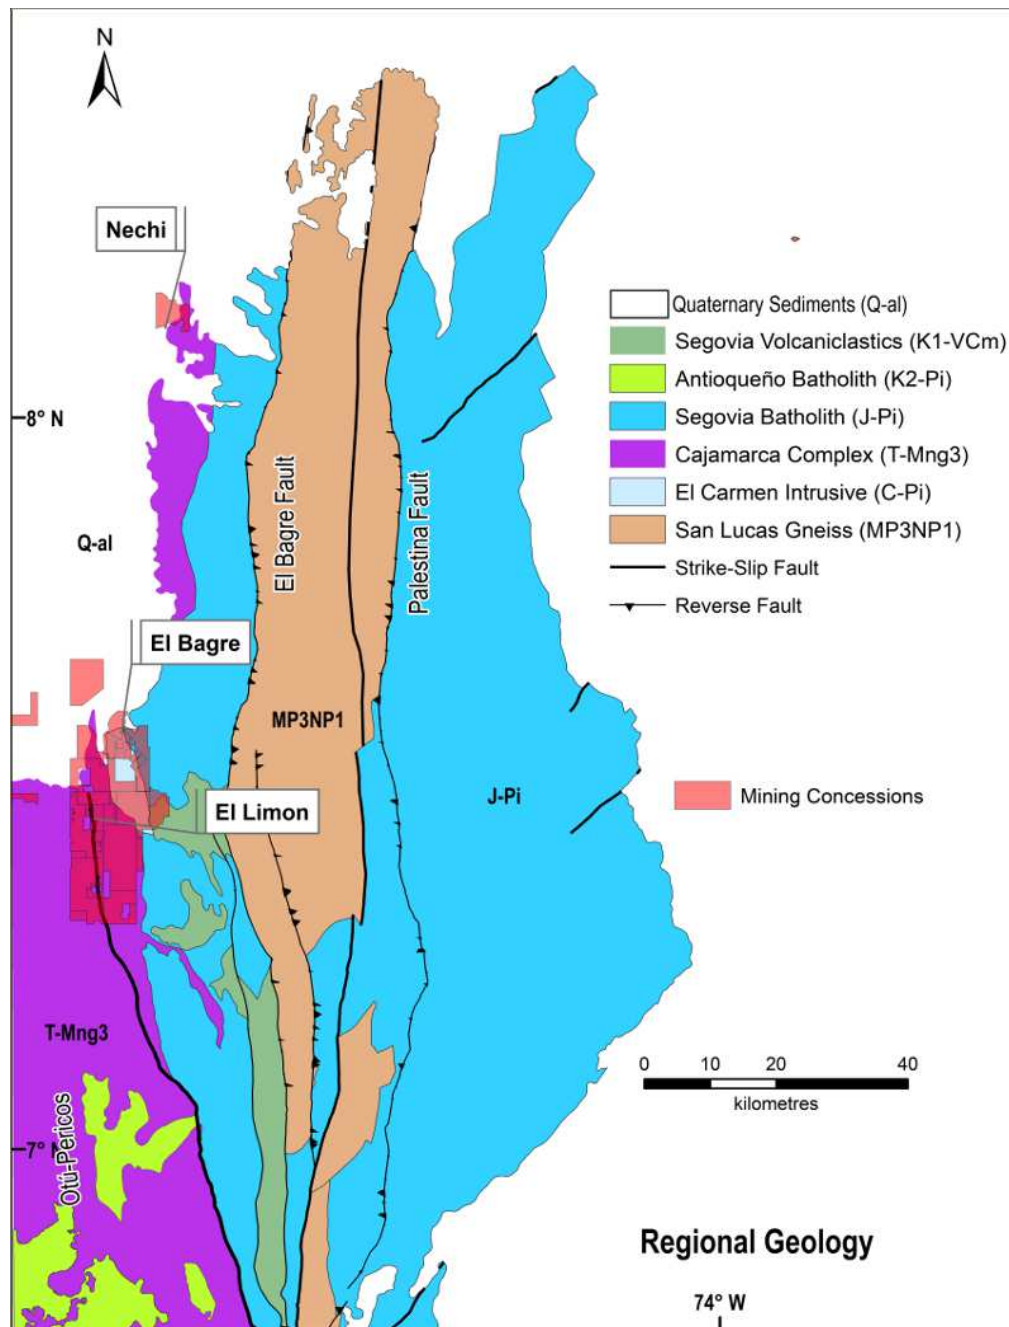 N
Nechi
Quaternary Sediments (Q-al)
Segovia Volcaniclastics (K1-VCm)
Antioqueño Batholith (K2-Pi)
Segovia Batholith (J-Pi)
Cajamarca Complex (T-Mng3)
El Carmen Intrusive (C-Pi)
San Lucas Gneiss (MP3NP1)
Strike-Slip Fault
Reverse Fault
8° N
El Bagre Fault
Palestina Fault
Q-al
El Bagre
MP3NP1
J-Pi
Mining Concessions
El Limon
T-Mng3
0 10 20 40
kilometres
Otú-Pericos
7° N
Regional Geology
74° W